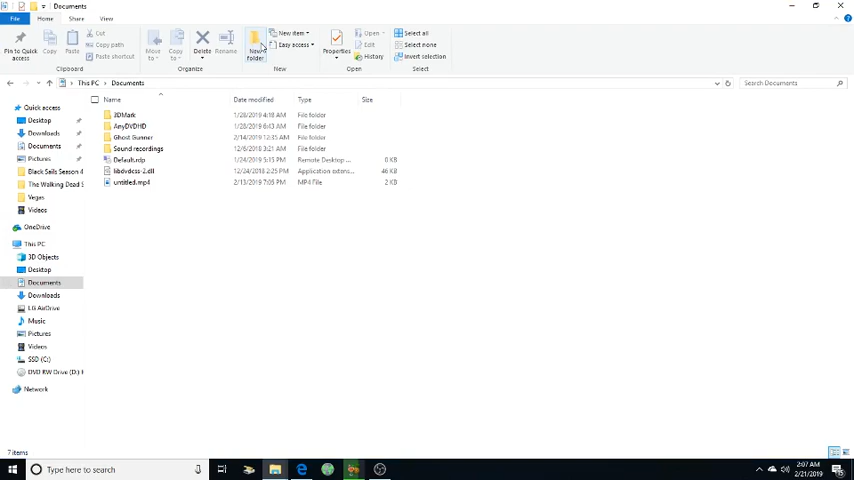 Documents
File Home Share View
Pin to Quick access
Copy
Paste
Cut
Copy path
Paste shortcut
Clipboard
Move to
Copy to
Delete
Rename
Organize
New folder
New item
Easy access
New
Properties
Open
Edit
History
Open
Select all
Select none
Invert selection
Select
This PC > Documents
Search Documents
Name Date modified Type Size
3DMark 1/28/2019 4:18 AM File folder
AnyDVDHD 1/28/2019 6:43 AM File folder
Ghost Gunner 2/14/2019 12:35 AM File folder
Sound recordings 12/6/2018 3:21 AM File folder
Default.rdp 1/24/2019 5:15 PM Remote Desktop ... 0 KB
libdvdcss-2.dll 12/24/2018 2:25 PM Application extens... 46 KB
untitled.mp4 2/13/2019 7:05 PM MP4 File 2 KB
Quick access
Desktop
Downloads
Documents
Pictures
Black Sails Season 4
The Walking Dead S
Vegas
Videos
OneDrive
This PC
3D Objects
Desktop
Documents
Downloads
LG AirDrive
Music
Pictures
Videos
SSD (C:)
DVD RW Drive (D:)
Network
7 items
Type here to search
2:07 AM
2/21/2019